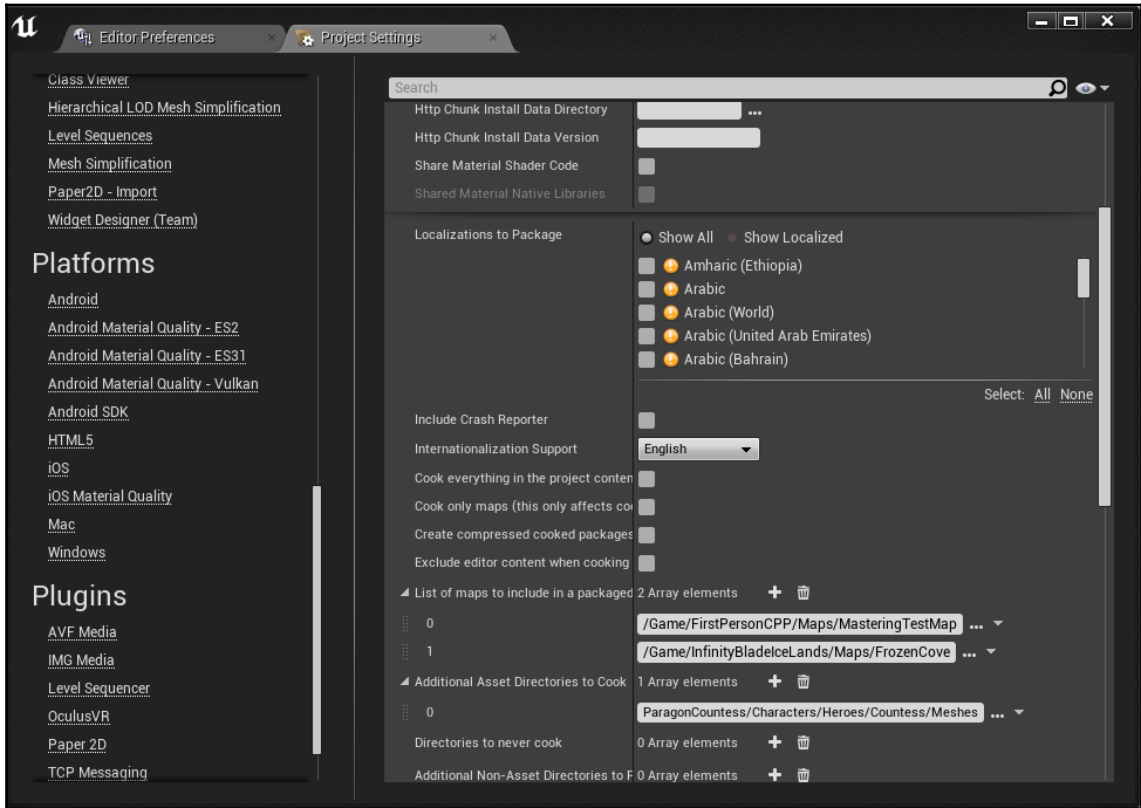 Editor Preferences × Project Settings ×
Class Viewer
Hierarchical LOD Mesh Simplification
Level Sequences
Mesh Simplification
Paper2D - Import
Widget Designer (Team)
Platforms
Android
Android Material Quality - ES2
Android Material Quality - ES31
Android Material Quality - Vulkan
Android SDK
HTML5
iOS
iOS Material Quality
Mac
Windows
Plugins
AVF Media
IMG Media
Level Sequencer
OculusVR
Paper 2D
TCP Messaging
Search
Http Chunk Install Data Directory ...
Http Chunk Install Data Version
Share Material Shader Code
Shared Material Native Libraries
Localizations to Package Show All Show Localized
Amharic (Ethiopia)
Arabic
Arabic (World)
Arabic (United Arab Emirates)
Arabic (Bahrain)
Select: All None
Include Crash Reporter
Internationalization Support English
Cook everything in the project conten
Cook only maps (this only affects coo
Create compressed cooked packages
Exclude editor content when cooking
List of maps to include in a packaged 2 Array elements
0 /Game/FirstPersonCPP/Maps/MasteringTestMap ...
1 /Game/InfinityBladeIceLands/Maps/FrozenCove ...
Additional Asset Directories to Cook 1 Array elements
0 ParagonCountess/Characters/Heroes/Countess/Meshes ...
Directories to never cook 0 Array elements
Additional Non-Asset Directories to P 0 Array elements